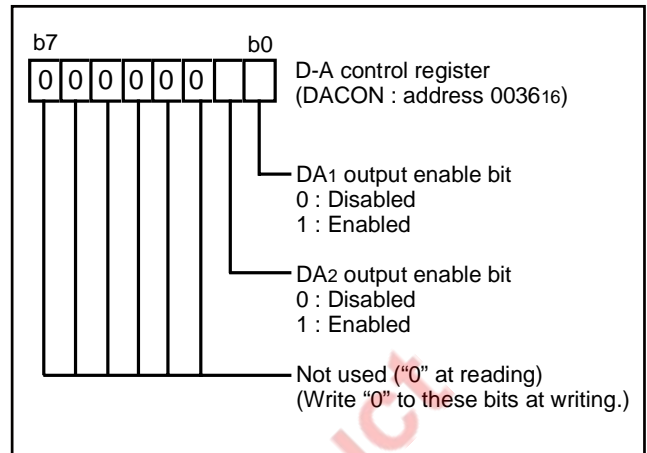 b7 b0
0 0 0 0 0 0
D-A control register
(DACON : address 003616)
DA1 output enable bit
0 : Disabled
1 : Enabled
DA2 output enable bit
0 : Disabled
1 : Enabled
Not used (“0” at reading)
(Write “0” to these bits at writing.)
uct